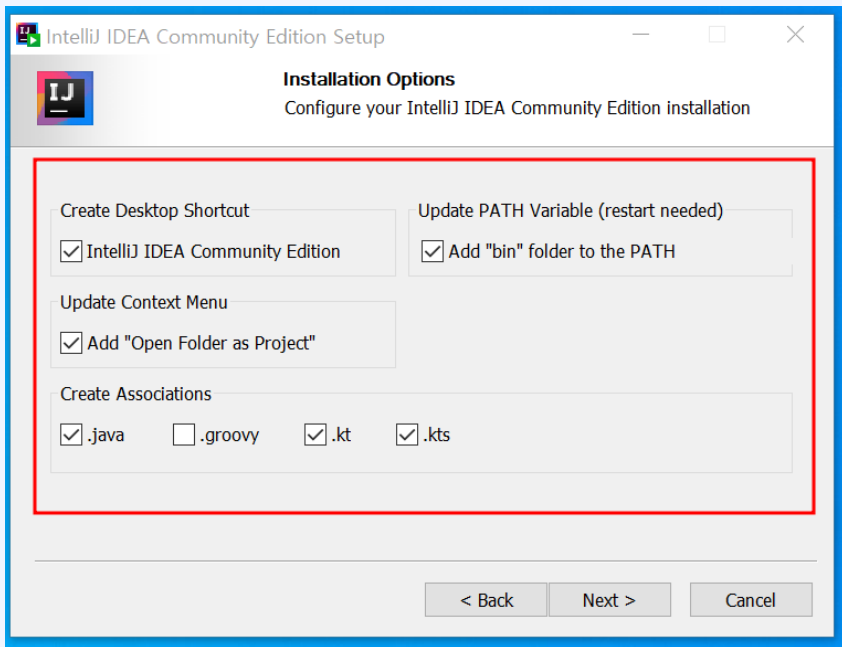 IntelliJ IDEA Community Edition Setup
IJ
Installation Options
Configure your IntelliJ IDEA Community Edition installation
Create Desktop Shortcut
IntelliJ IDEA Community Edition
Update PATH Variable (restart needed)
Add "bin" folder to the PATH
Update Context Menu
Add "Open Folder as Project"
Create Associations
.java .groovy .kt .kts
< Back Next > Cancel